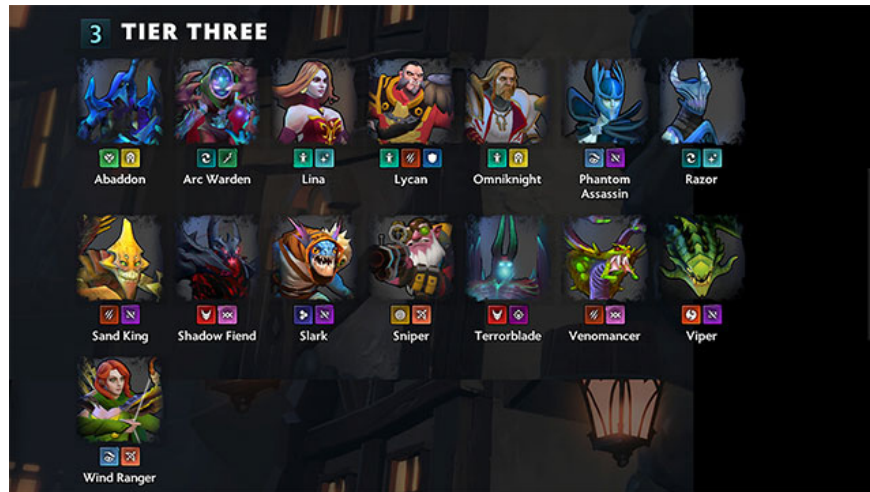 3 TIER THREE
Abaddon Arc Warden Lina Lycan Omniknight Phantom Assassin Razor
Sand King Shadow Fiend Slark Sniper Terrorblade Venomancer Viper
Wind Ranger